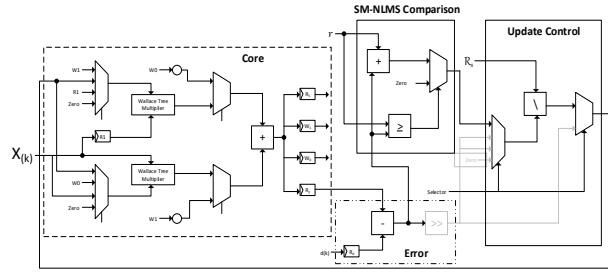 SM-NLMS Comparison
Update Control
Core
r
W1
R1
Zero
W0
+
Wallace Tree
Multiplier
R1
X(k)
Wallace Tree
Multiplier
W0
Zero
W1
+
Zero
≥
\
Selector
-
>>
d(k)
Error